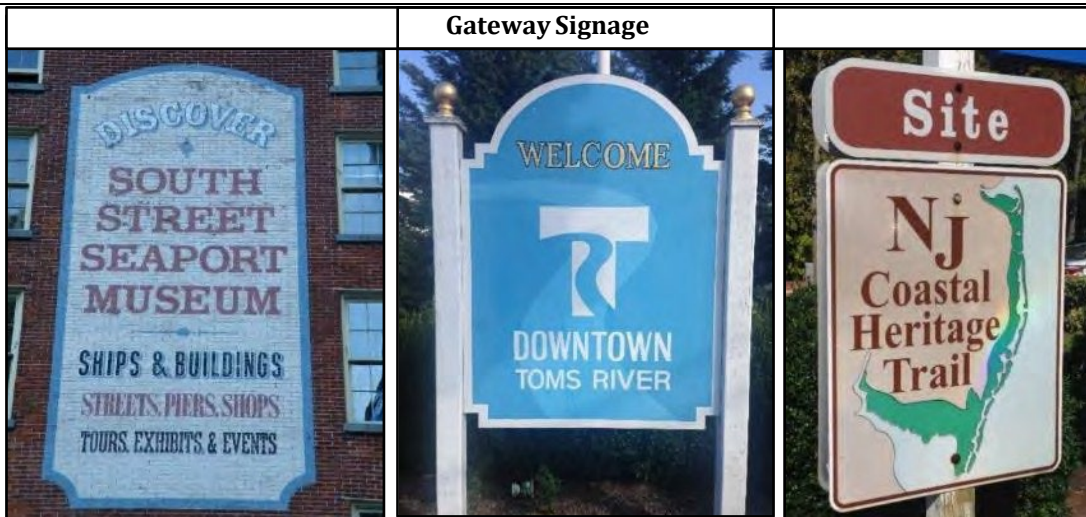 Gateway Signage
DISCOVER
SOUTH
STREET
SEAPORT
MUSEUM
SHIPS & BUILDINGS
STREETS, PIERS, SHOPS
TOURS, EXHIBITS, & EVENTS
WELCOME
DOWNTOWN
TOMS RIVER
Site
NJ
Coastal
Heritage
Trail